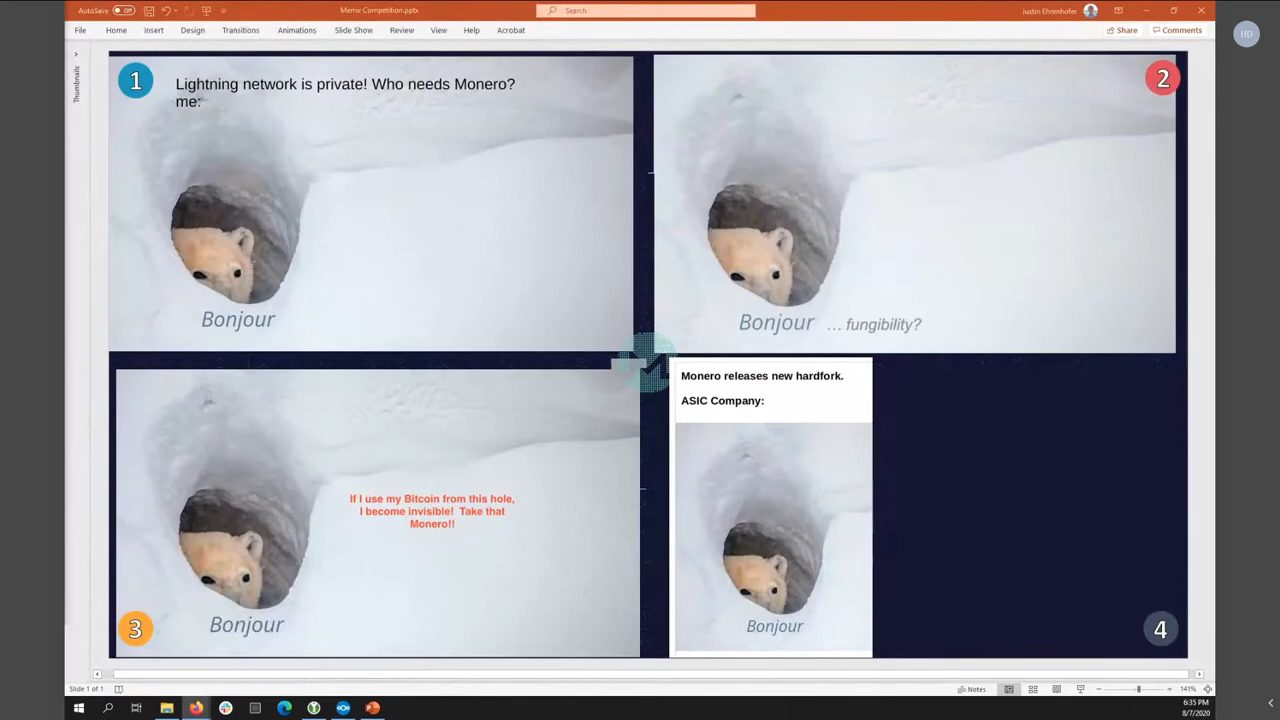 AutoSave Off
Meme Competition.pptx
Search
Justin Ehrenhofer
HD
File Home Insert Design Transitions Animations Slide Show Review View Help Acrobat
Share Comments
Thumbnails
1
Lightning network is private! Who needs Monero?
me:
Bonjour
2
Bonjour ... fungibility?
3
If I use my Bitcoin from this hole,
I become invisible! Take that
Monero!!
Bonjour
Monero releases new hardfork.
ASIC Company:
Bonjour
4
Slide 1 of 1
Notes
141%
6:35 PM
8/7/2020